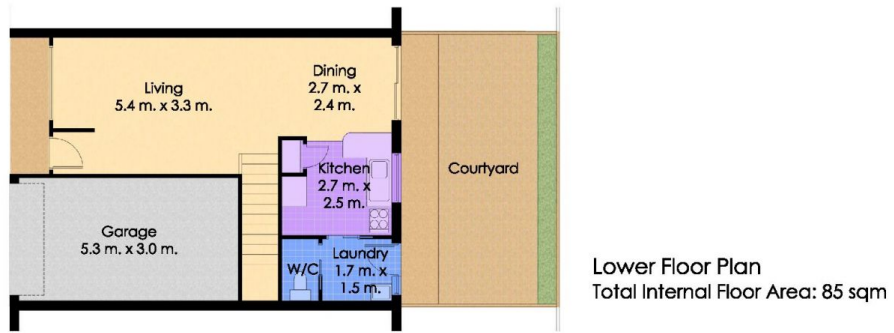 Living
5.4 m. x 3.3 m.
Dining
2.7 m. x
2.4 m.
Kitchen
2.7 m. x
2.5 m.
Courtyard
Garage
5.3 m. x 3.0 m.
W/C
Laundry
1.7 m. x
1.5 m.
Lower Floor Plan
Total Internal Floor Area: 85 sqm